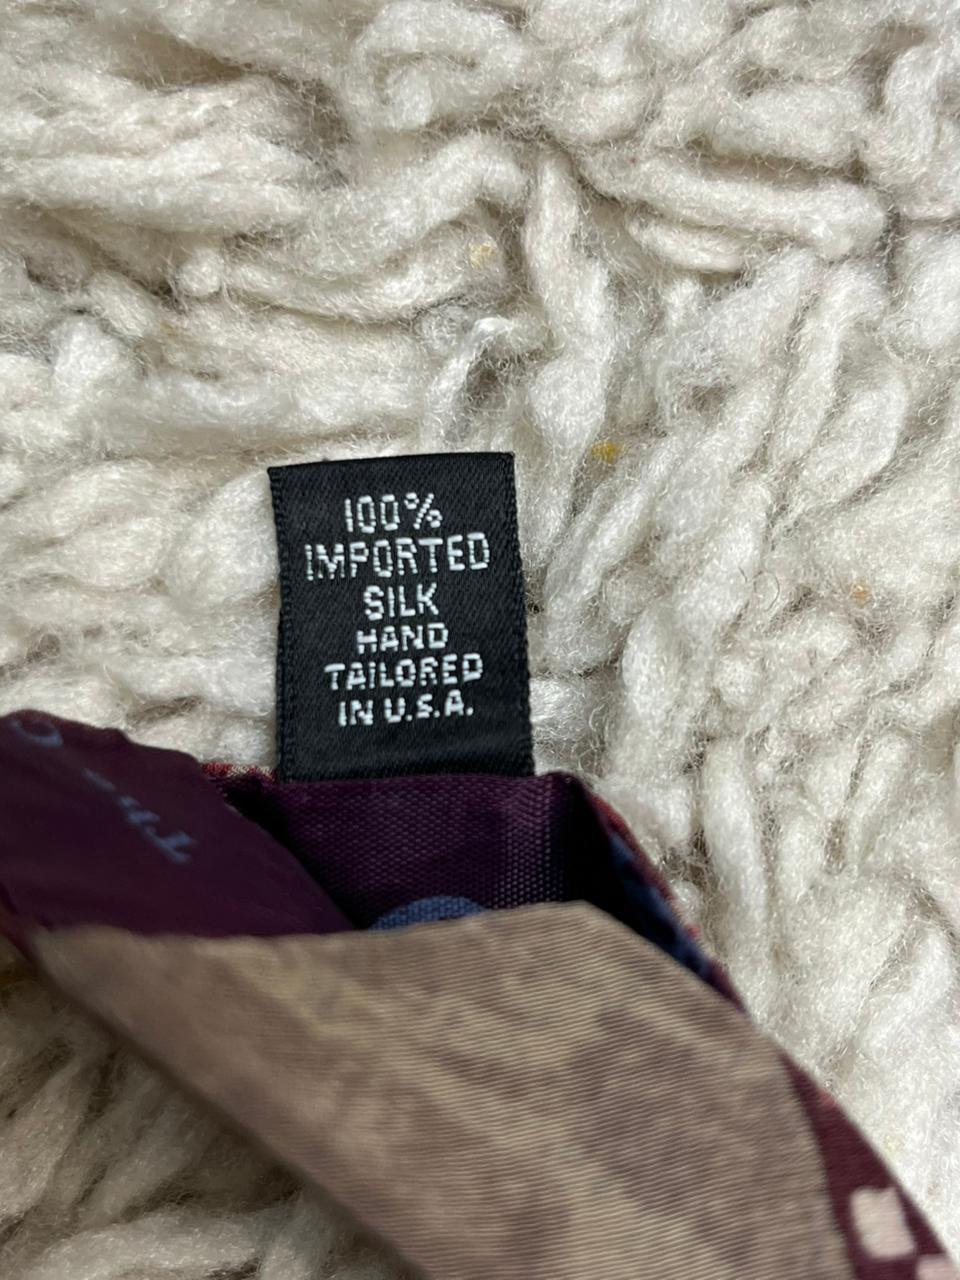 100%
IMPORTED
SILK
HAND
TAILORED
IN U.S.A.